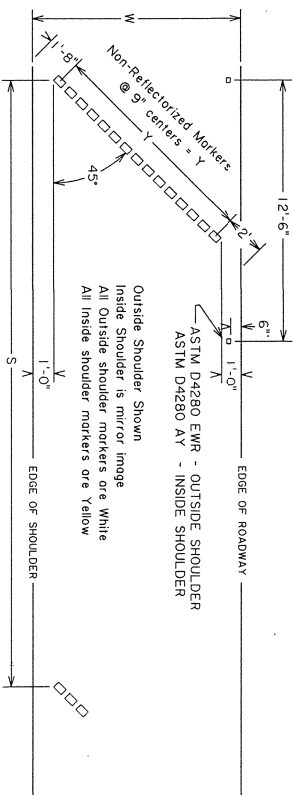 12'-6"
6"
W
1'-0"
EDGE OF ROADWAY
Non-Reflectorized Markers
@ 9" centers = Y
2'
Y
1'-8"
45°
ASTM D4280 EWR - OUTSIDE SHOULDER
ASTM D4280 AY - INSIDE SHOULDER
Outside Shoulder Shown
Inside Shoulder is mirror image
All Outside shoulder markers are White
All Inside shoulder markers are Yellow
1'-0"
EDGE OF SHOULDER
S